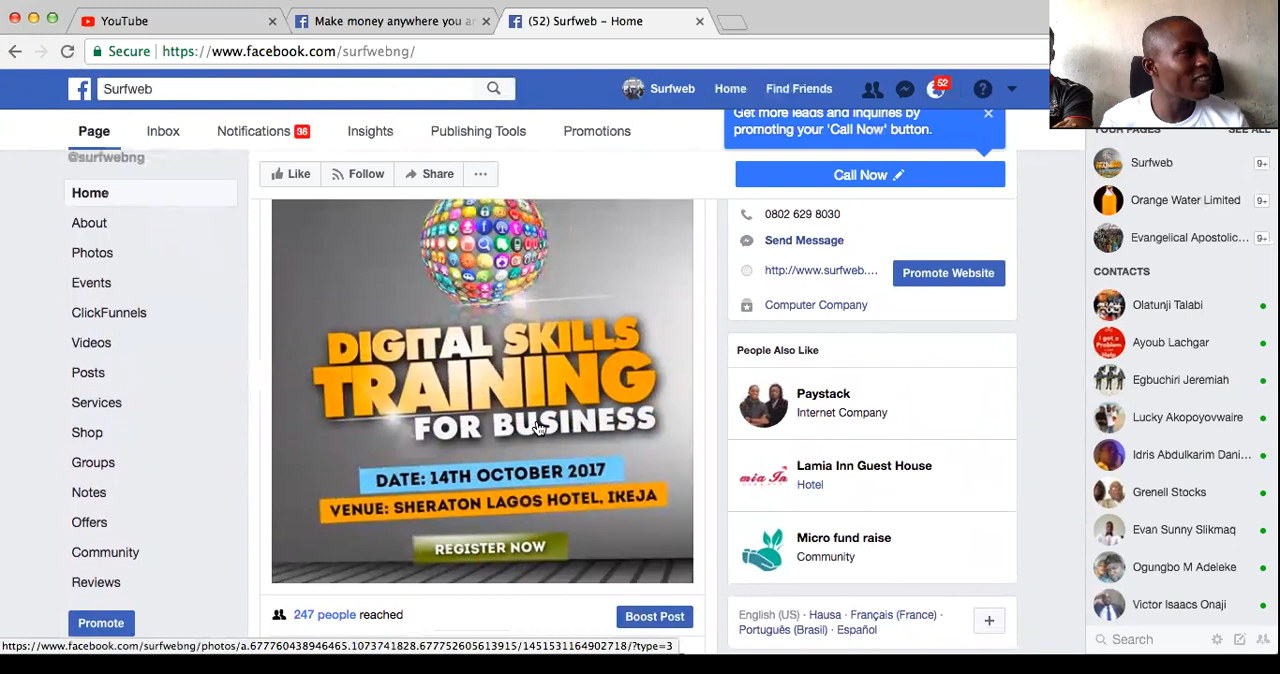 YouTube
Make money anywhere you a
(52) Surfweb - Home
Secure
https://www.facebook.com/surfwebng/
Surfweb
Surfweb
Home
Find Friends
52
Page
Inbox
Notifications 36
Insights
Publishing Tools
Promotions
Get more leads and inquiries by
promoting your 'Call Now' button.
@surfwebng
Home
About
Photos
Events
ClickFunnels
Videos
Posts
Services
Shop
Groups
Notes
Offers
Community
Reviews
Promote
Like
Follow
Share
...
Call Now
DIGITAL SKILLS
TRAINING
FOR BUSINESS
DATE: 14TH OCTOBER 2017
VENUE: SHERATON LAGOS HOTEL, IKEJA
REGISTER NOW
247 people reached
Boost Post
0802 629 8030
Send Message
http://www.surfweb....
Promote Website
Computer Company
People Also Like
Paystack
Internet Company
mia In
Lamia Inn Guest House
Hotel
Micro fund raise
Community
English (US) · Hausa · Français (France) ·
Português (Brasil) · Español
YOUR PAGES
SEE ALL
Surfweb
9+
Orange Water Limited
9+
Evangelical Apostolic...
9+
CONTACTS
Olatunji Talabi
Ayoub Lachgar
Egbuchiri Jeremiah
Lucky Akopoyovwaire
Idris Abdulkarim Dani...
Grenell Stocks
Evan Sunny Slikmaq
Ogungbo M Adeleke
Victor Isaacs Onaji
Search
https://www.facebook.com/surfwebng/photos/a.677760438946465.1073741828.677752605613915/1451531164902718/?type=3